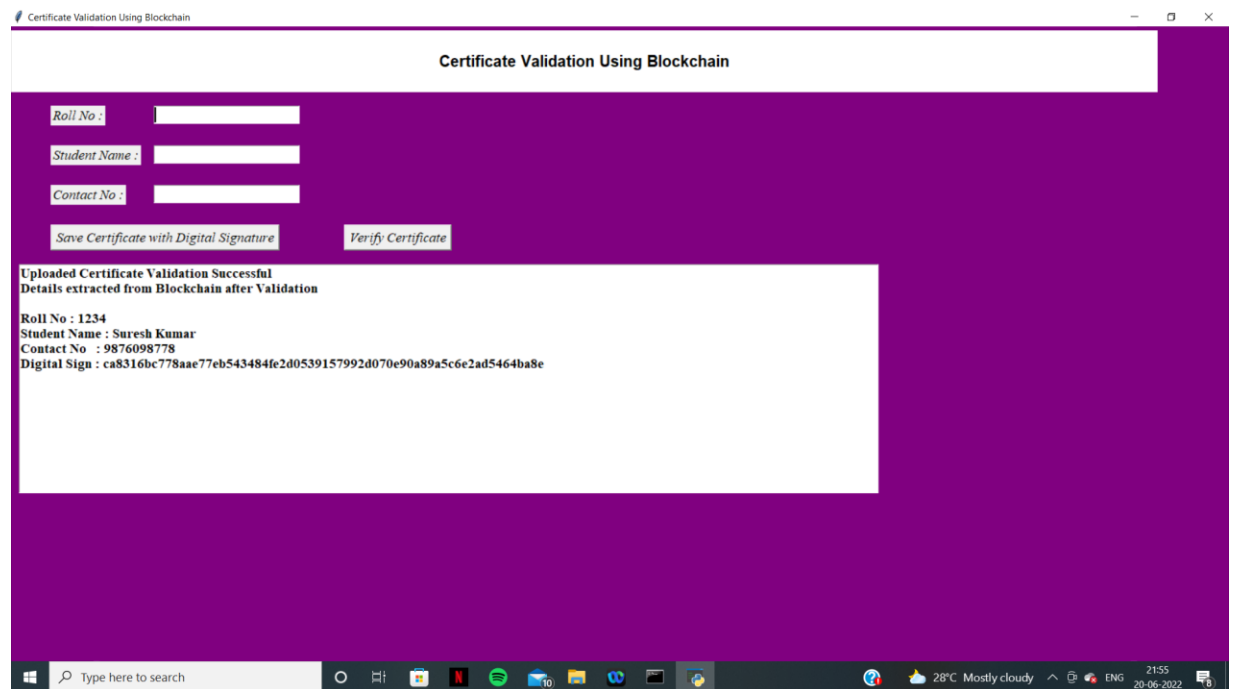 Certificate Validation Using Blockchain
Certificate Validation Using Blockchain
Roll No :
Student Name :
Contact No :
Save Certificate with Digital Signature
Verify Certificate
Uploaded Certificate Validation Successful
Details extracted from Blockchain after Validation
Roll No : 1234
Student Name : Suresh Kumar
Contact No : 9876098778
Digital Sign : ca8316bc778aae77eb543484fe2d0539157992d070e90a89a5c6e2ad5464ba8e
Type here to search
N
10
28°C Mostly cloudy
ENG
21:55
20-06-2022
8